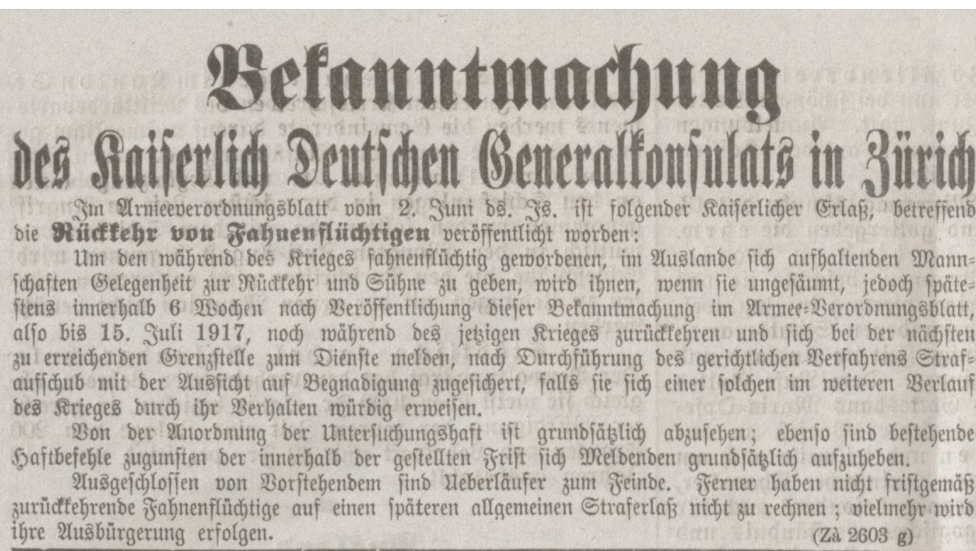 Bekanntmachung
des Kaiserlich Deutschen Generalkonsulats in Zürich
Im Armeeverordnungsblatt vom 2. Juni ds. Js. ist folgender Kaiserlicher Erlaß, betreffend
die Rückkehr von Fahnenflüchtigen veröffentlicht worden:
Um den während des Krieges fahnenflüchtig gewordenen, im Auslande sich aufhaltenden Mann-
schaften Gelegenheit zur Rückkehr und Sühne zu geben, wird ihnen, wenn sie ungesäumt, jedoch späte-
stens innerhalb 6 Wochen nach Veröffentlichung dieser Bekanntmachung im Armee-Verordnungsblatt,
also bis 15. Juli 1917, noch während des jetzigen Krieges zurückkehren und sich bei der nächsten
zu erreichenden Grenzstelle zum Dienste melden, nach Durchführung des gerichtlichen Verfahrens Straf-
aufschub mit der Aussicht auf Begnadigung zugesichert, falls sie sich einer solchen im weiteren Verlauf
des Krieges durch ihr Verhalten würdig erweisen.
Von der Anordnung der Untersuchungshaft ist grundsätzlich abzusehen; ebenso sind bestehende
Haftbefehle zugunsten der innerhalb der gestellten Frist sich Meldenden grundsätzlich aufzuheben.
Ausgeschlossen von Vorstehendem sind Ueberläufer zum Feinde. Ferner haben nicht fristgemäß
zurückkehrende Fahnenflüchtige auf einen späteren allgemeinen Straferlaß nicht zu rechnen; vielmehr wird
ihre Ausbürgerung erfolgen. (Zà 2603 g)